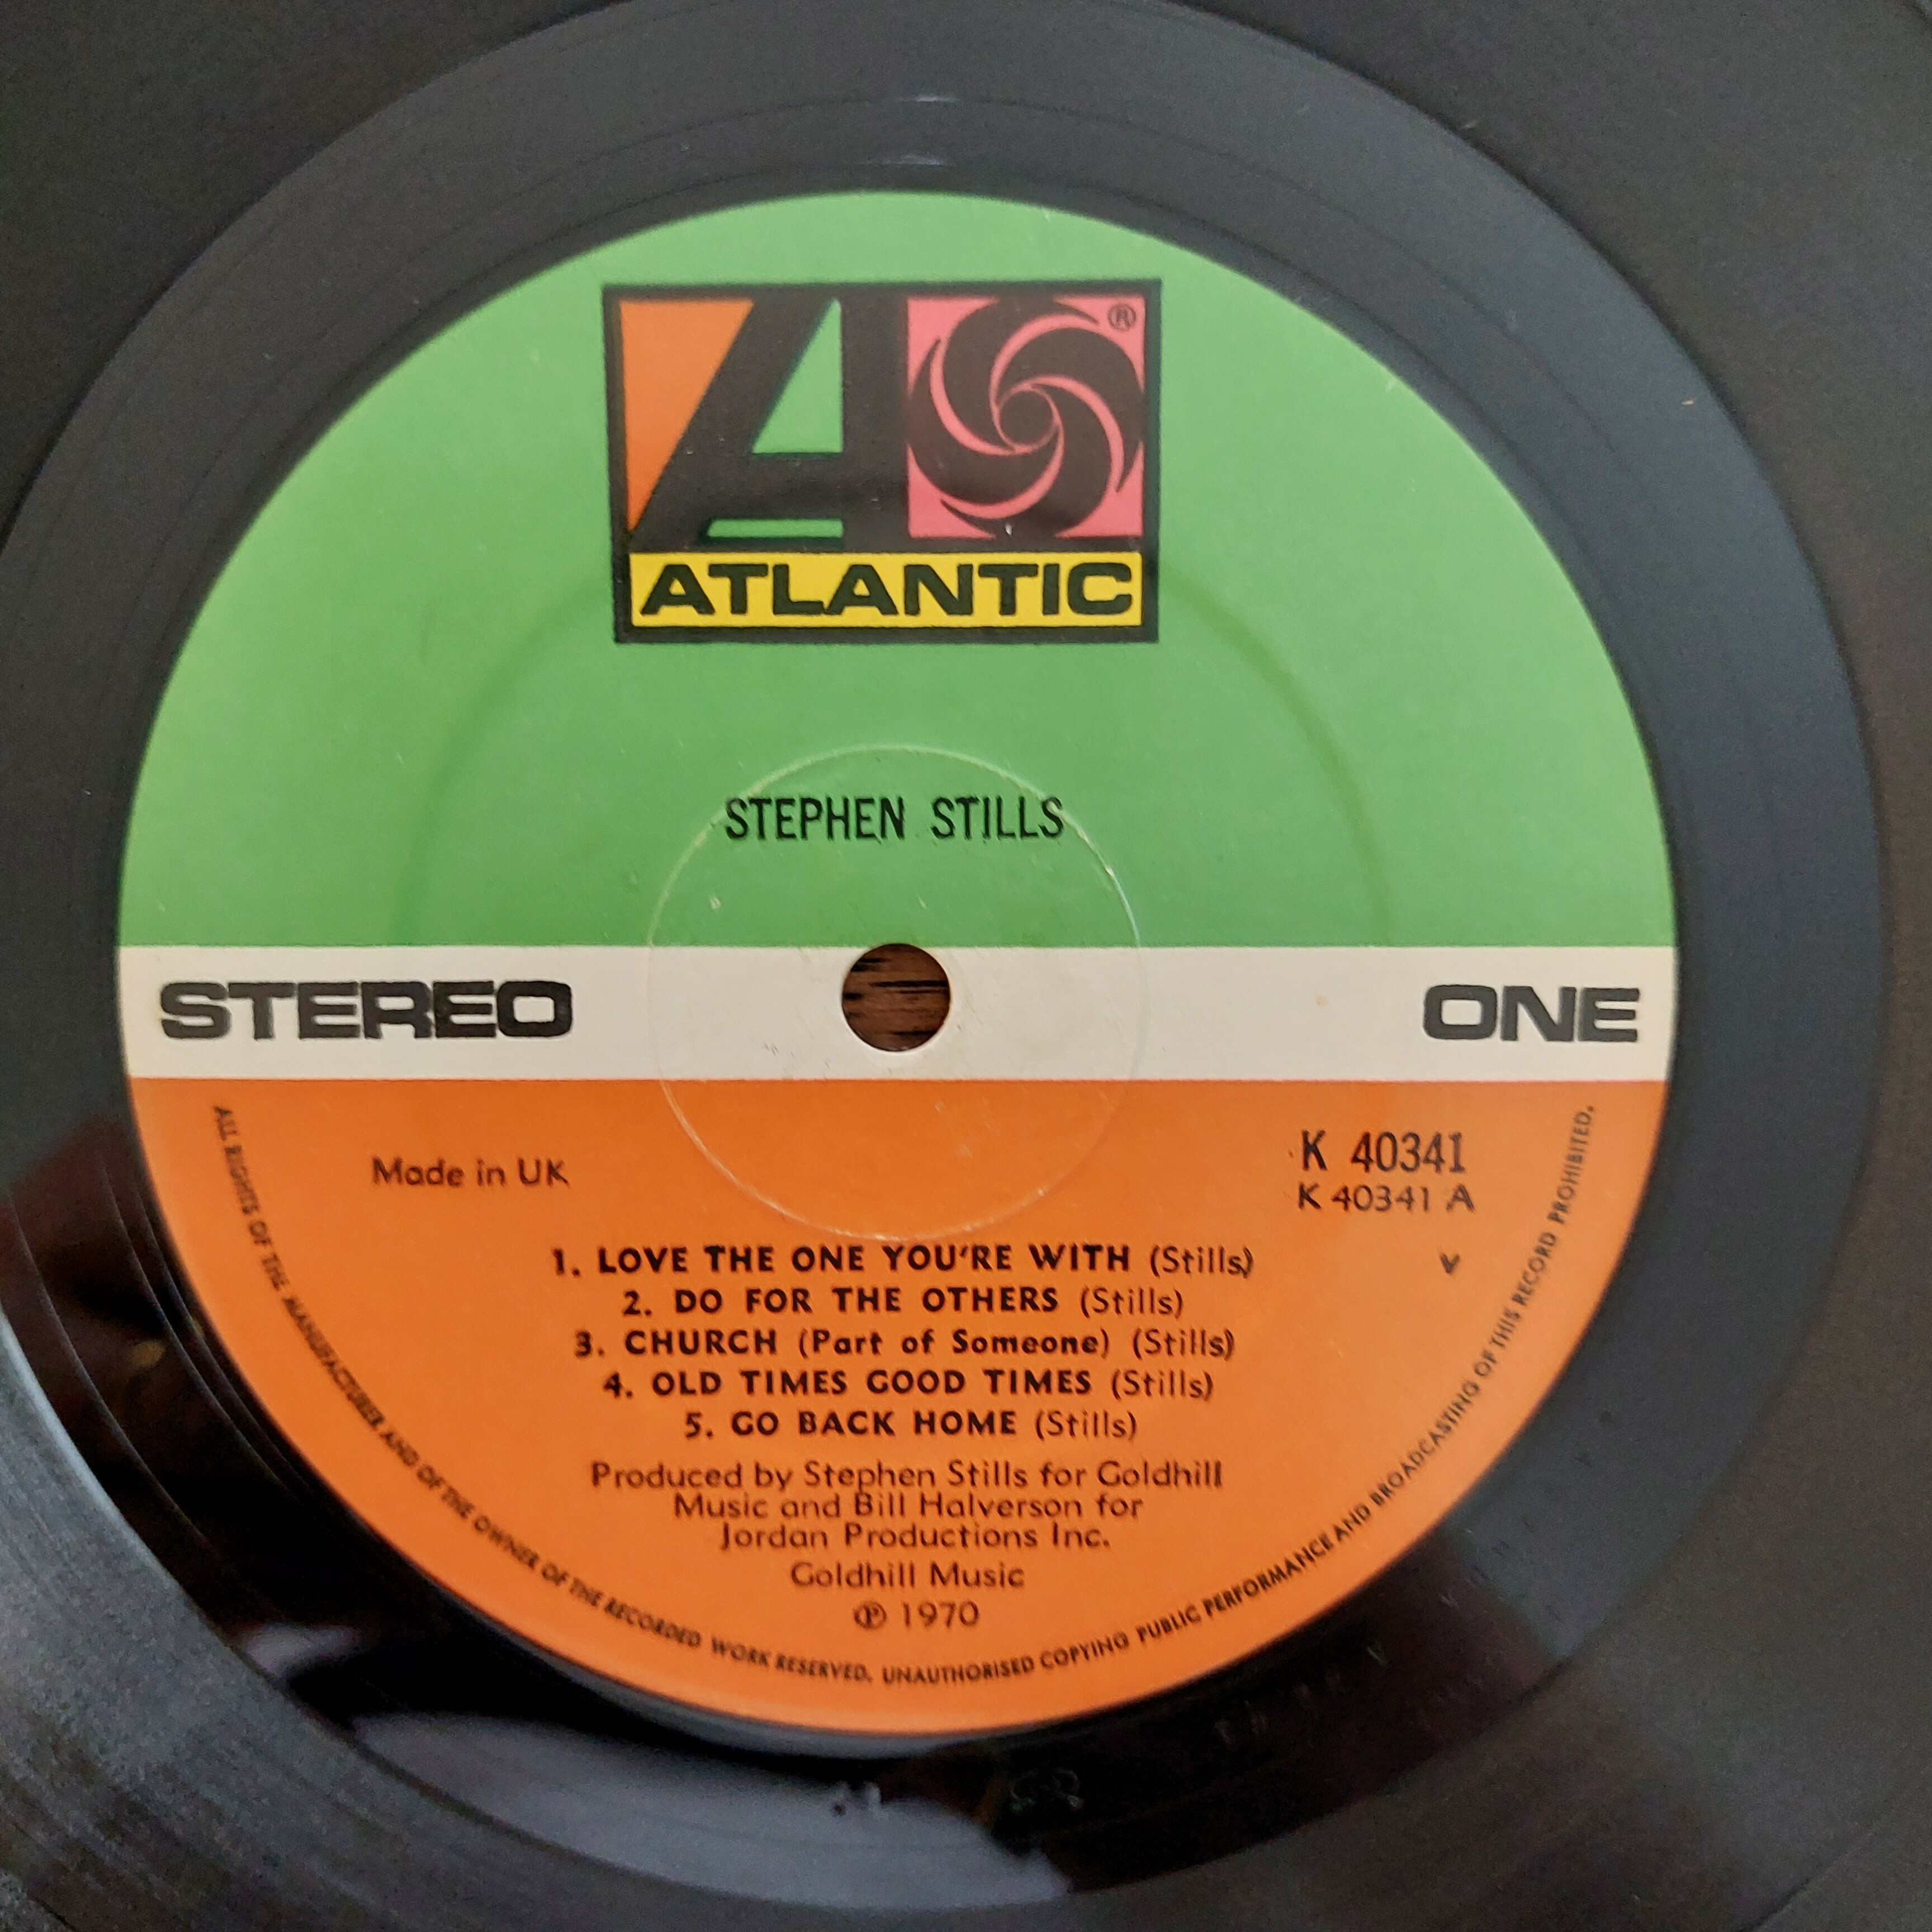 ®
ATLANTIC
STEPHEN STILLS
STEREO
ONE
Made in UK
K 40341
K 40341 A
1. LOVE THE ONE YOU'RE WITH (Stills)
2. DO FOR THE OTHERS (Stills)
3. CHURCH (Part of Someone) (Stills)
4. OLD TIMES GOOD TIMES (Stills)
5. GO BACK HOME (Stills)
Produced by Stephen Stills for Goldhill
Music and Bill Halverson for
Jordan Productions Inc.
Goldhill Music
℗ 1970
ALL RIGHTS OF THE MANUFACTURER AND OF THE OWNER OF THE RECORDED WORK RESERVED. UNAUTHORISED COPYING PUBLIC PERFORMANCE AND BROADCASTING OF THIS RECORD PROHIBITED.